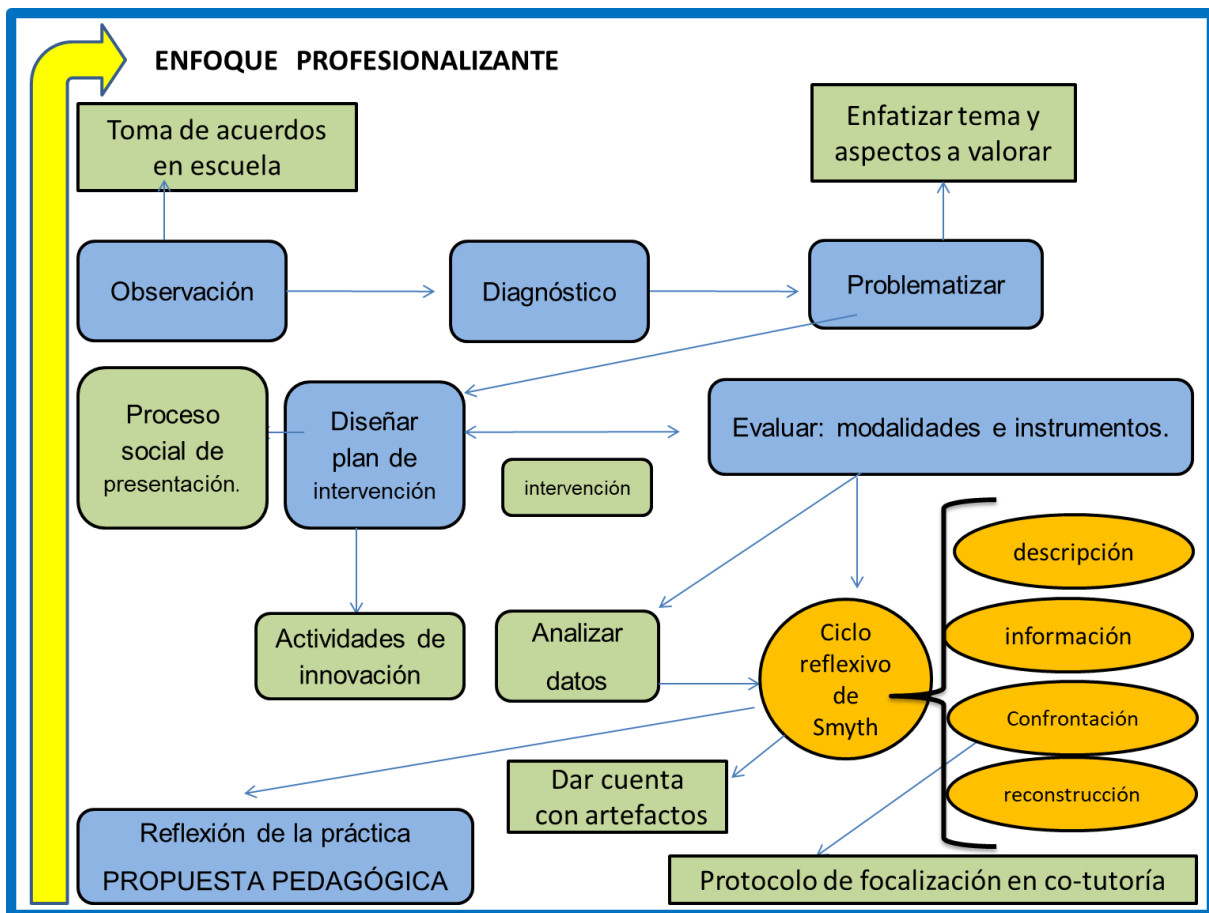 ENFOQUE PROFESIONALIZANTE
Toma de acuerdos
en escuela
Enfatizar tema y
aspectos a valorar
Observación
Diagnóstico
Problematizar
Proceso
social de
presentación.
Diseñar
plan de
intervención
intervención
Evaluar: modalidades e instrumentos.
Actividades de
innovación
Analizar
datos
Ciclo
reflexivo
de
Smyth
descripción
información
Confrontación
reconstrucción
Dar cuenta
con artefactos
Reflexión de la práctica
PROPUESTA PEDAGÓGICA
Protocolo de focalización en co-tutoría